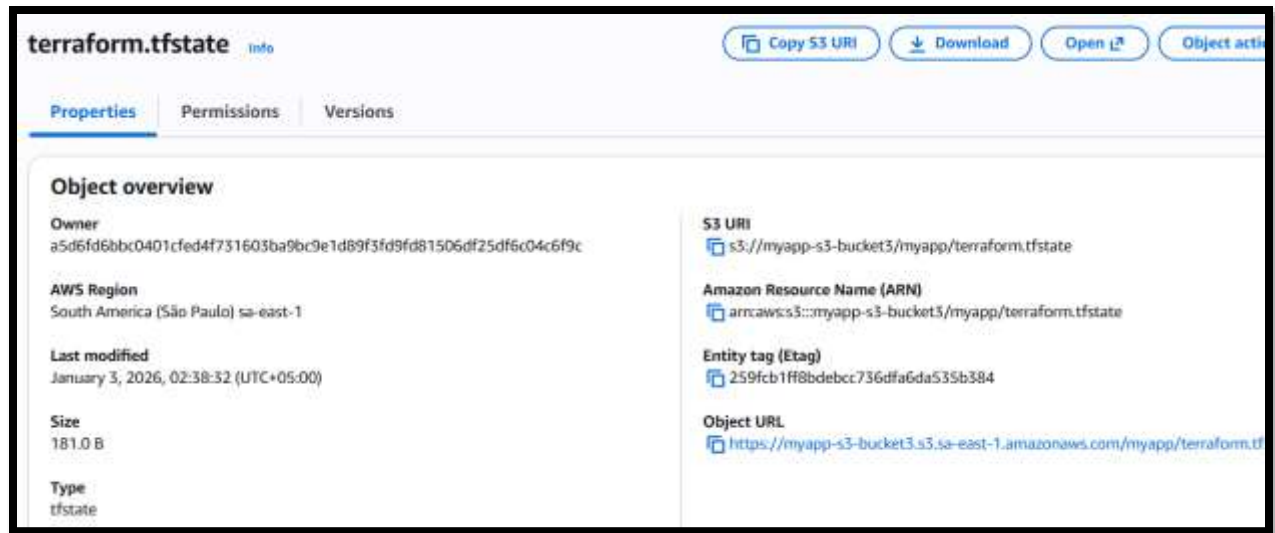 terraform.tfstate Info
Copy S3 URI
Download
Open
Object acti
Properties
Permissions
Versions
Object overview
Owner
a5d6fd6bbc0401cfed4f731603ba9bc9e1d89f3fd9fd81506df25df6c04c6f9c
AWS Region
South America (São Paulo) sa-east-1
Last modified
January 3, 2026, 02:38:32 (UTC+05:00)
Size
181.0 B
Type
tfstate
S3 URI
s3://myapp-s3-bucket3/myapp/terraform.tfstate
Amazon Resource Name (ARN)
arn:aws:s3:::myapp-s3-bucket3/myapp/terraform.tfstate
Entity tag (Etag)
259fcb1ff8bdebcc736dfa6da535b384
Object URL
https://myapp-s3-bucket3.s3.sa-east-1.amazonaws.com/myapp/terraform.tf